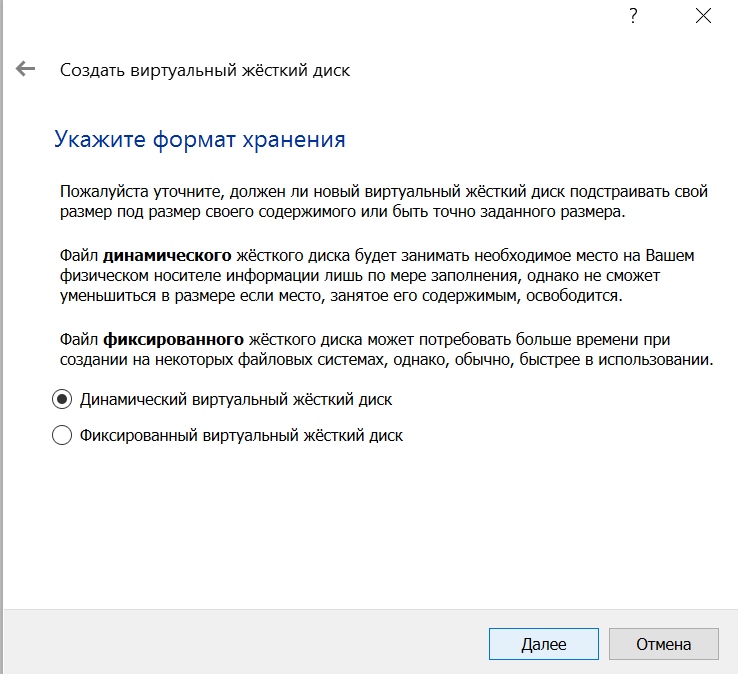 ?
Создать виртуальный жёсткий диск
Укажите формат хранения
Пожалуйста уточните, должен ли новый виртуальный жёсткий диск подстраивать свой
размер под размер своего содержимого или быть точно заданного размера.
Файл динамического жёсткого диска будет занимать необходимое место на Вашем
физическом носителе информации лишь по мере заполнения, однако не сможет
уменьшиться в размере если место, занятое его содержимым, освободится.
Файл фиксированного жёсткого диска может потребовать больше времени при
создании на некоторых файловых системах, однако, обычно, быстрее в использовании.
Динамический виртуальный жёсткий диск
Фиксированный виртуальный жёсткий диск
Далее
Отмена